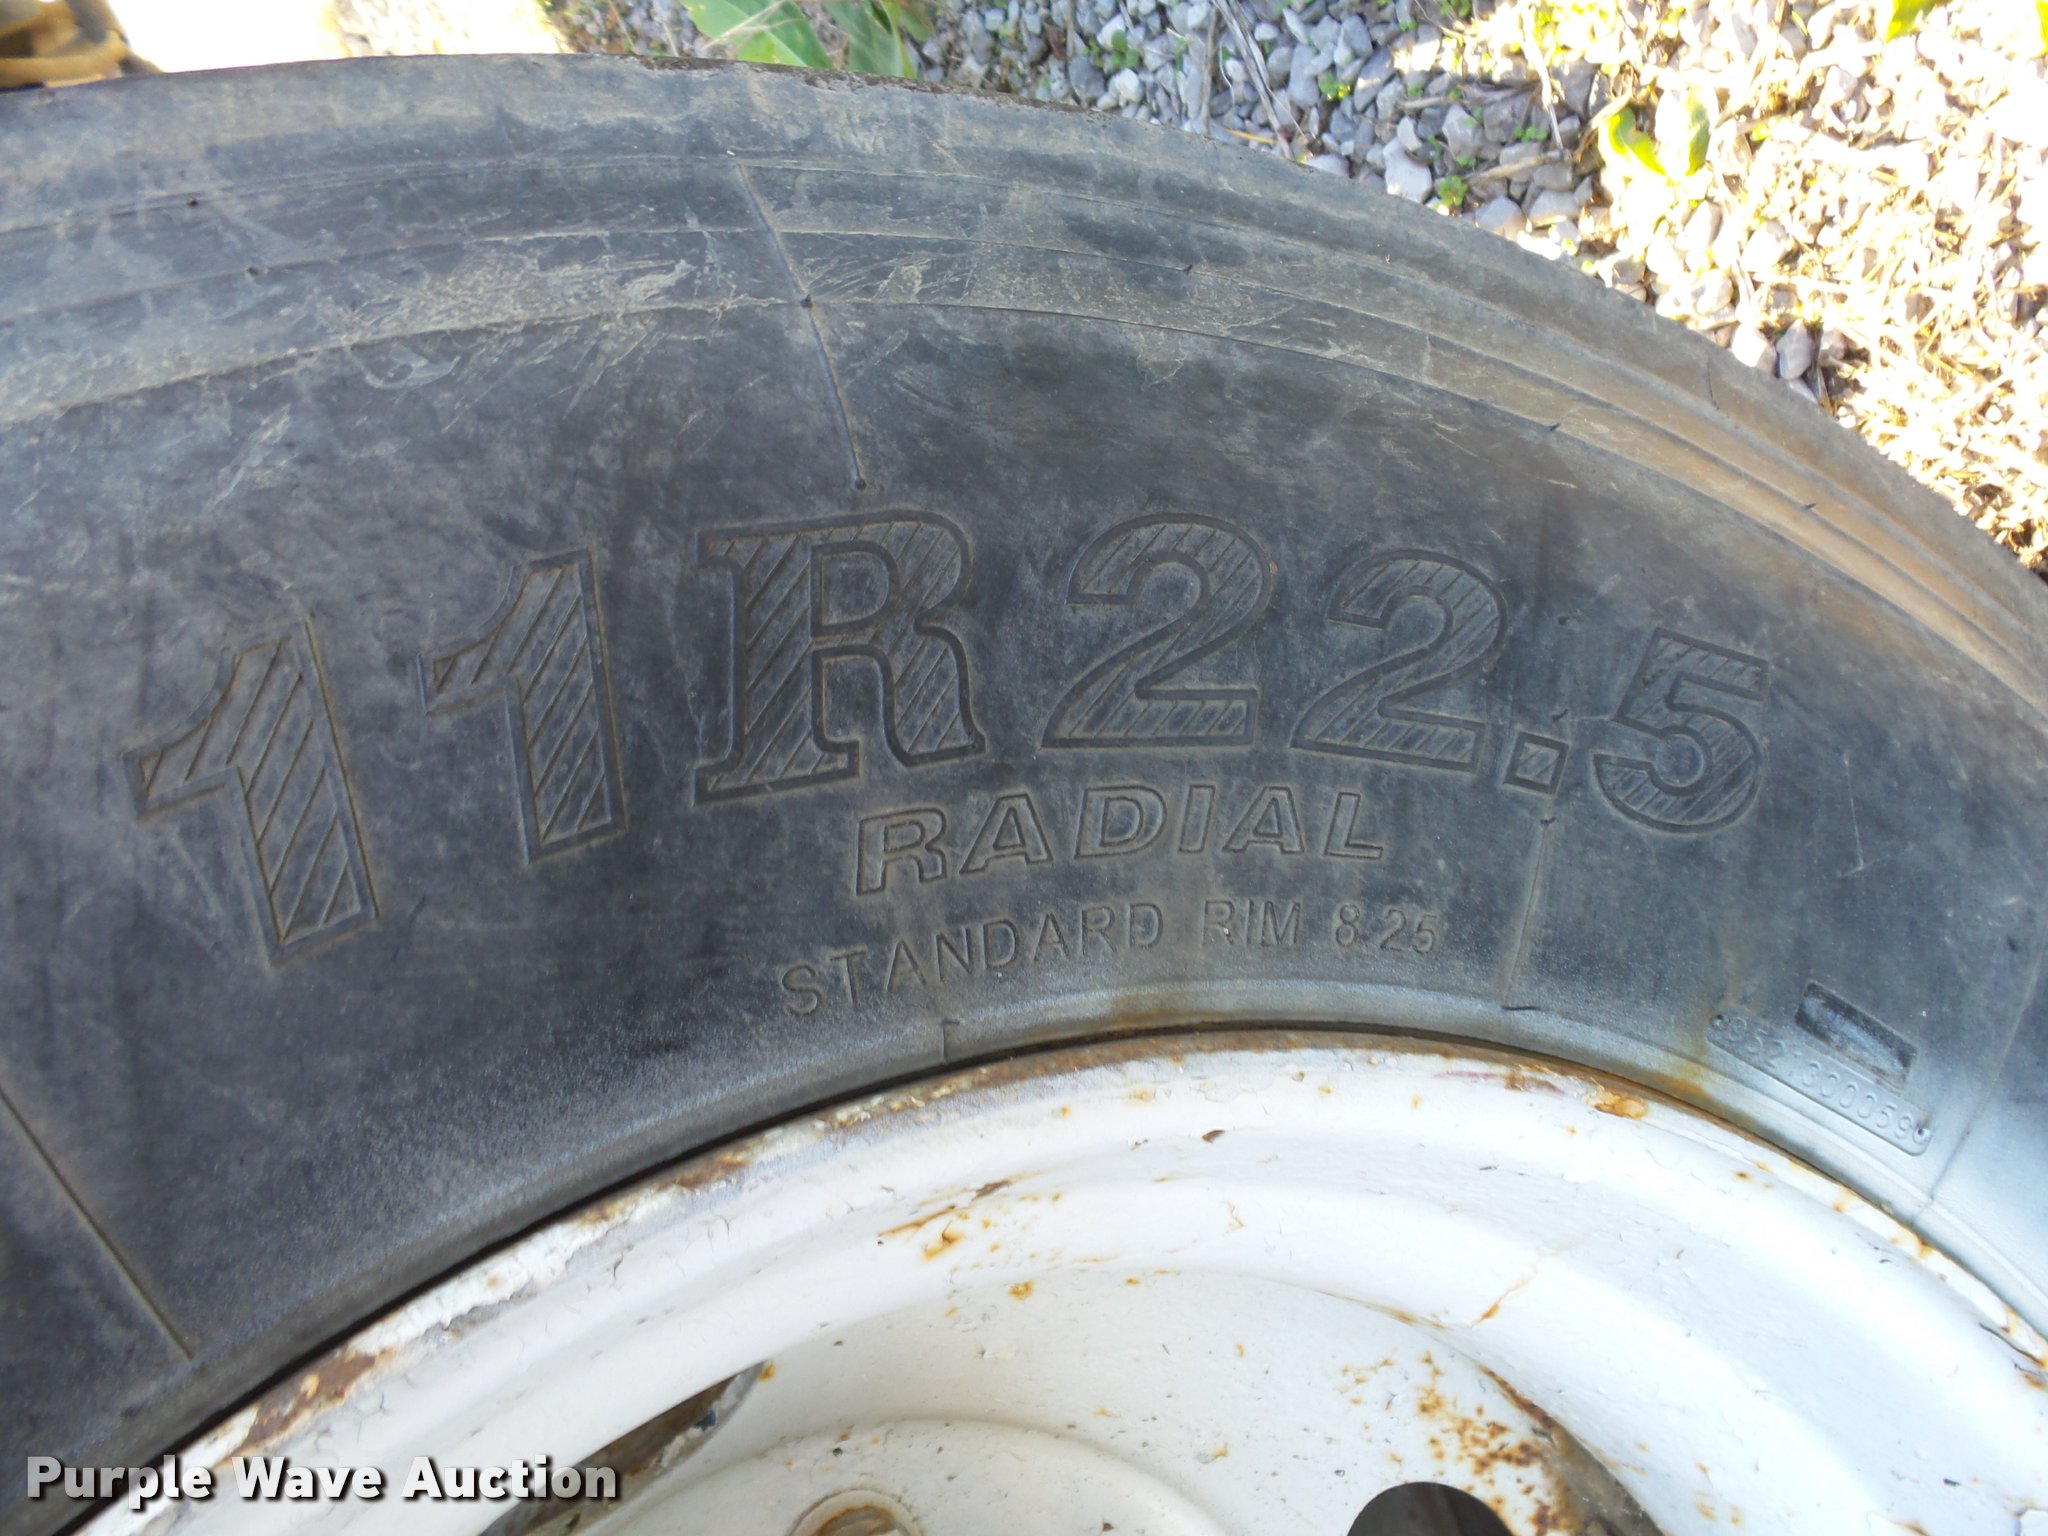 11R22.5
RADIAL
STANDARD RIM 8.25
Purple Wave Auction